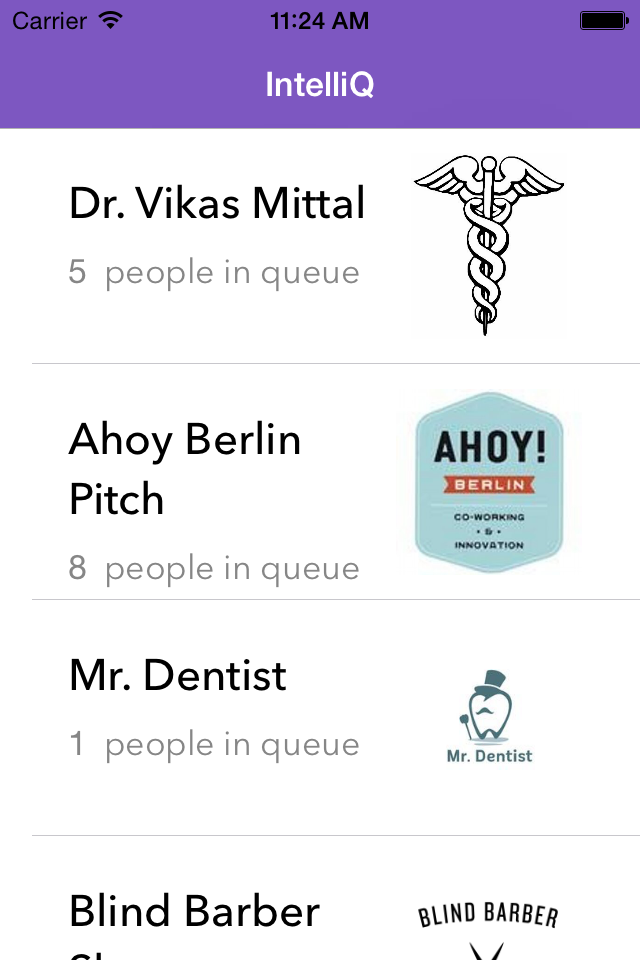 Carrier 11:24 AM
IntelliQ
Dr. Vikas Mittal
5 people in queue
Ahoy Berlin
Pitch
8 people in queue
AHOY!
BERLIN
CO-WORKING
&
INNOVATION
Mr. Dentist
1 people in queue
Mr. Dentist
Blind Barber
BLIND BARBER